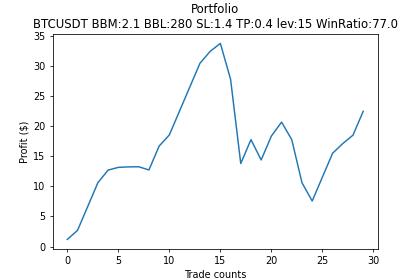 Portfolio
BTCUSDT BBM:2.1 BBL:280 SL:1.4 TP:0.4 lev:15 WinRatio:77.0
35
30
25
20
15
10
5
0
Profit ($)
0 5 10 15 20 25 30
Trade counts